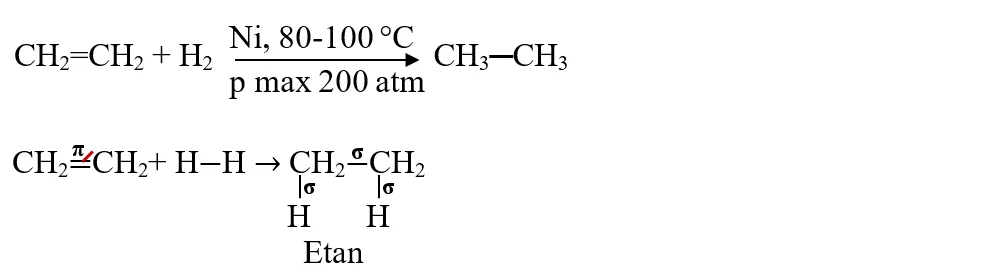 Ni, 80-100 °C
CH₂=CH₂ + H₂ → CH₃─CH₃
p max 200 atm
π σ
CH₂=CH₂+ H─H → CH₂─CH₂
|σ |σ
H H
Etan